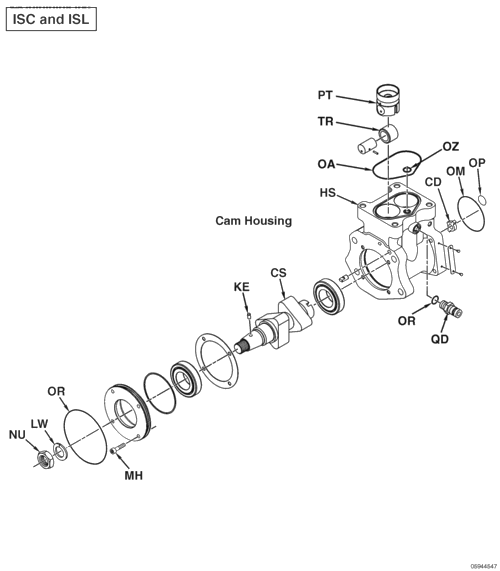 ISC and ISL
PT
TR
OZ
OP
OA
OM
CD
HS
Cam Housing
CS
KE
OR
QD
OR
LW
NU
MH
08944847